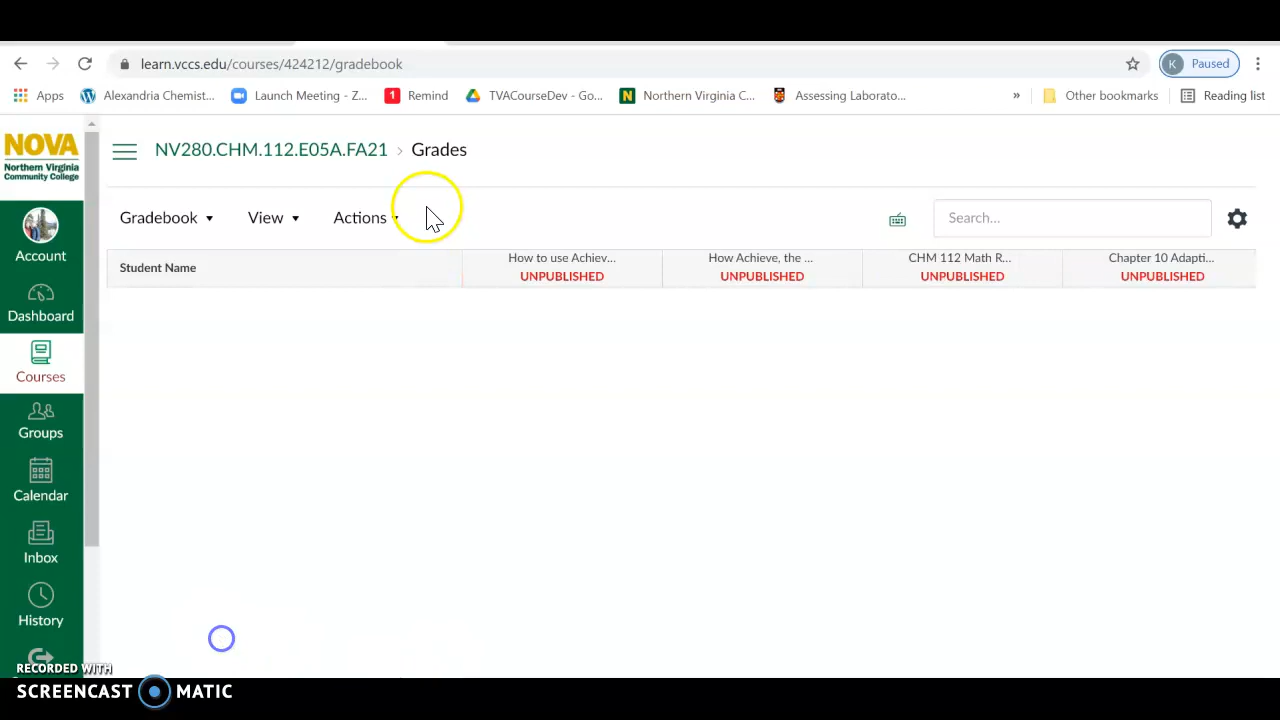 learn.vccs.edu/courses/424212/gradebook
K Paused
Apps
Alexandria Chemist...
Launch Meeting - Z...
1 Remind
TVACourseDev - Go...
N Northern Virginia C...
Assessing Laborato...
»
Other bookmarks
Reading list
NOVA
Northern Virginia
Community College
NV280.CHM.112.E05A.FA21 › Grades
Gradebook
View
Actions
Search...
Student Name
How to use Achiev...
UNPUBLISHED
How Achieve, the ...
UNPUBLISHED
CHM 112 Math R...
UNPUBLISHED
Chapter 10 Adapti...
UNPUBLISHED
Account
Dashboard
Courses
Groups
Calendar
Inbox
History
RECORDED WITH
SCREENCAST MATIC